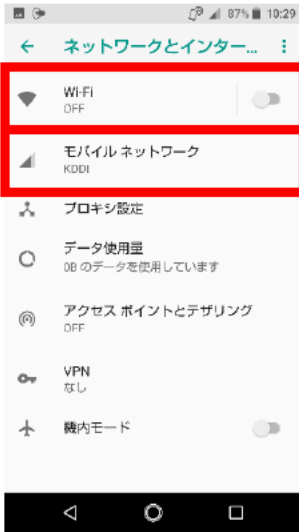 87% 10:29
ネットワークとインター...
Wi-Fi
OFF
モバイル ネットワーク
KDDI
プロキシ設定
データ使用量
0B のデータを使用しています
アクセス ポイントとテザリング
OFF
VPN
なし
機内モード